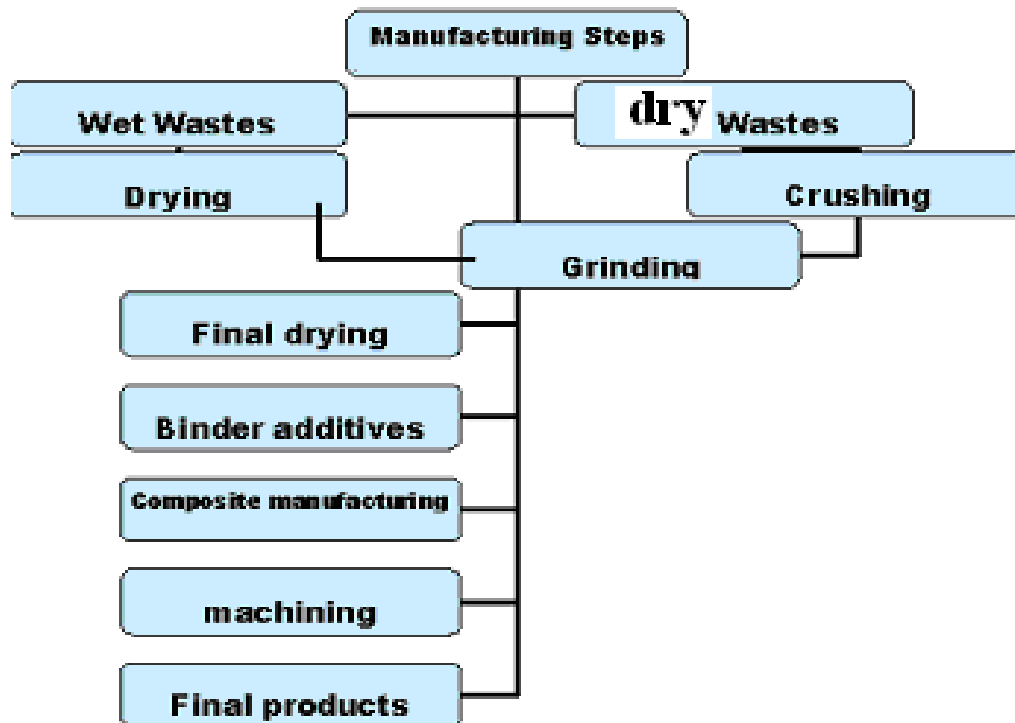 Manufacturing Steps
Wet Wastes
dry Wastes
Drying
Crushing
Grinding
Final drying
Binder additives
Composite manufacturing
machining
Final products